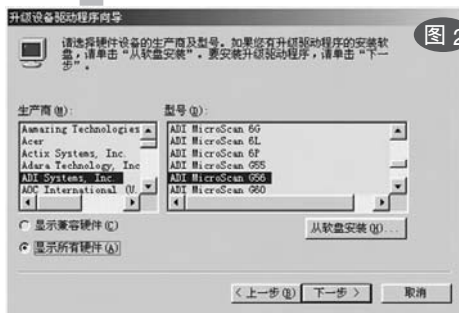 升级设备驱动程序向导
图2
请选择硬件设备的生产商及型号。如果您有升级驱动程序的安装软
盘，请单击“从软盘安装”。要安装升级驱动程序，请单击“下一
步”。
生产商(M):
型号(D):
Aamazing Technologies
Acer
Actix Systems, Inc.
Adara Technology, Inc
ADI Systems, Inc.
AOC International (U.
ADI MicroScan 6G
ADI MicroScan 6L
ADI MicroScan 6P
ADI MicroScan G55
ADI MicroScan G56
ADI MicroScan G60
显示兼容硬件(C)
显示所有硬件(A)
从软盘安装(H)...
< 上一步(B)
下一步 >
取消